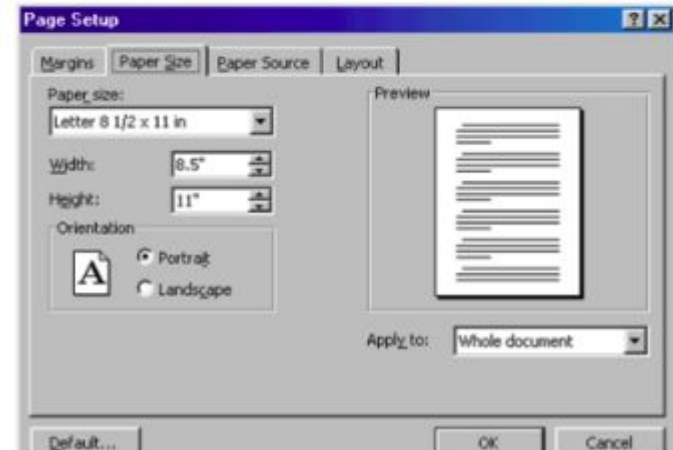 Page Setup
Margins Paper Size Paper Source Layout
Paper size:
Letter 8 1/2 x 11 in
Width: 8.5"
Height: 11"
Orientation
A
Portrait
Landscape
Preview
Apply to: Whole document
Default... OK Cancel